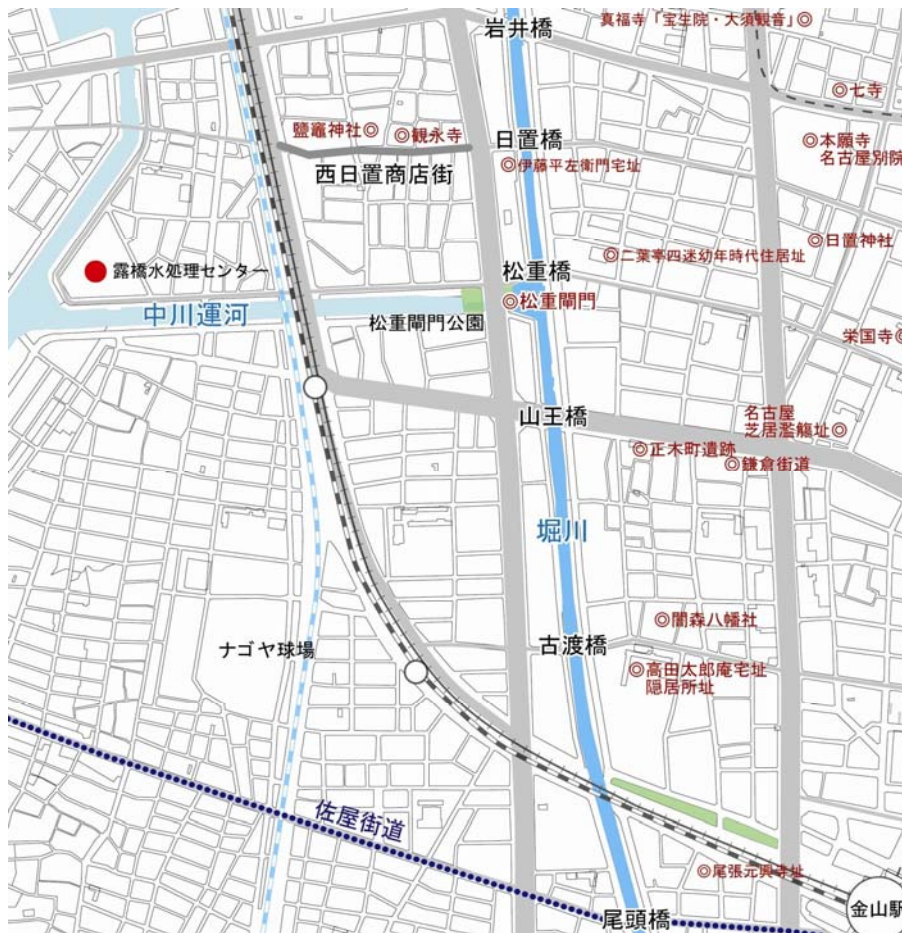 真福寺「宝生院・大須観音」◎
岩井橋
◎七寺
鹽竈神社◎
◎観永寺
日置橋
◎本願寺
名古屋別院
◎伊藤平左衛門宅址
西日置商店街
◎日置神社
◎二葉亭四迷幼年時代住居址
露橋水処理センター
松重橋
◎松重閘門
中川運河
松重閘門公園
栄国寺◎
山王橋
名古屋
芝居濫觴址◎
◎正木町遺跡
◎鎌倉街道
堀川
◎闇森八幡社
ナゴヤ球場
古渡橋
◎高田太郎庵宅址
隠居所址
佐屋街道
◎尾張元興寺址
金山駅
尾頭橋